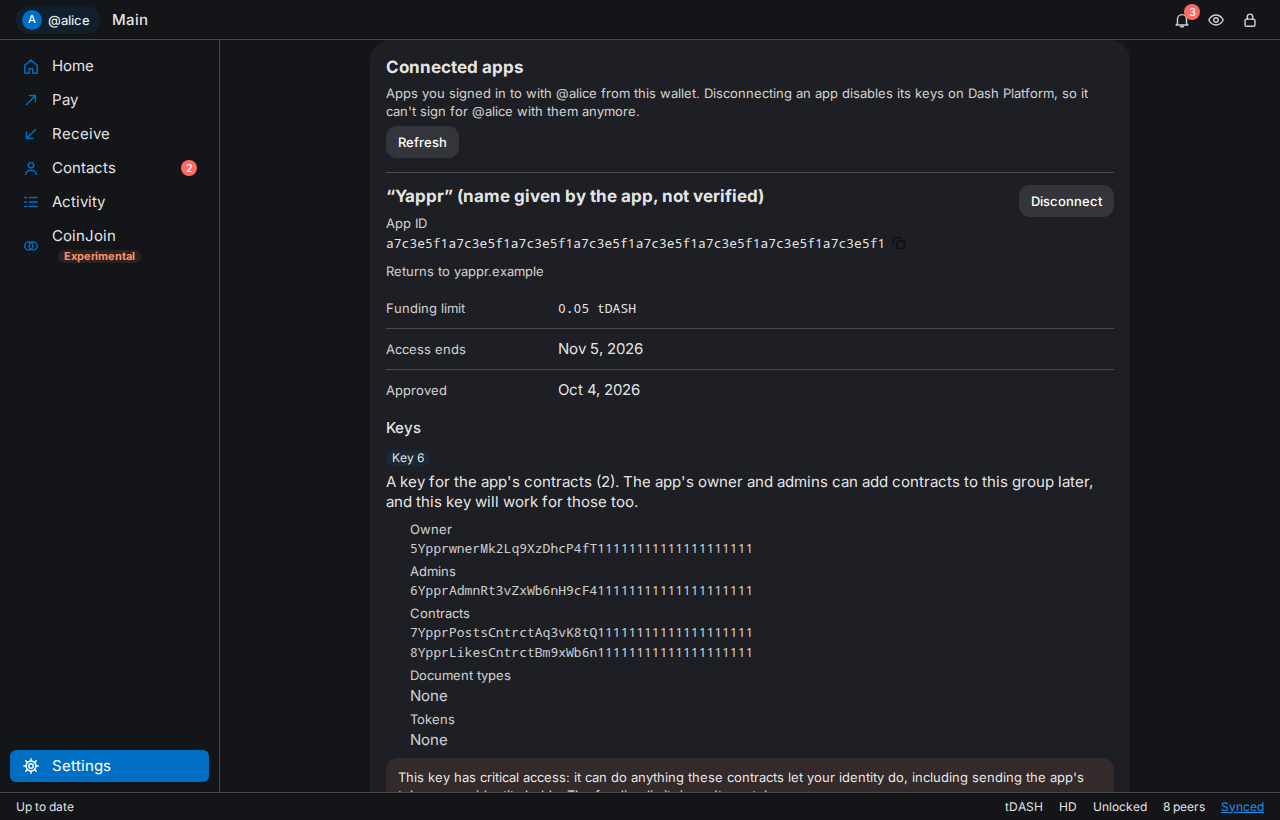 A @alice Main 3
Home
Pay
Receive
Contacts 2
Activity
CoinJoin
Experimental
Settings
Connected apps
Apps you signed in to with @alice from this wallet. Disconnecting an app disables its keys on Dash Platform, so it
can't sign for @alice with them anymore.
Refresh
“Yappr” (name given by the app, not verified)
Disconnect
App ID
a7c3e5f1a7c3e5f1a7c3e5f1a7c3e5f1a7c3e5f1a7c3e5f1a7c3e5f1a7c3e5f1
Returns to yappr.example
Funding limit 0.05 tDASH
Access ends Nov 5, 2026
Approved Oct 4, 2026
Keys
Key 6
A key for the app's contracts (2). The app's owner and admins can add contracts to this group later,
and this key will work for those too.
Owner
5YpprwnerMk2Lq9XzDhcP4fT11111111111111111111
Admins
6YpprAdmnRt3vZxWb6nH9cF411111111111111111111
Contracts
7YpprPostsCntrctAq3vK8tQ11111111111111111111
8YpprLikesCntrctBm9xWb6n11111111111111111111
Document types
None
Tokens
None
This key has critical access: it can do anything these contracts let your identity do, including sending the app's
Up to date
tDASH HD Unlocked 8 peers Synced